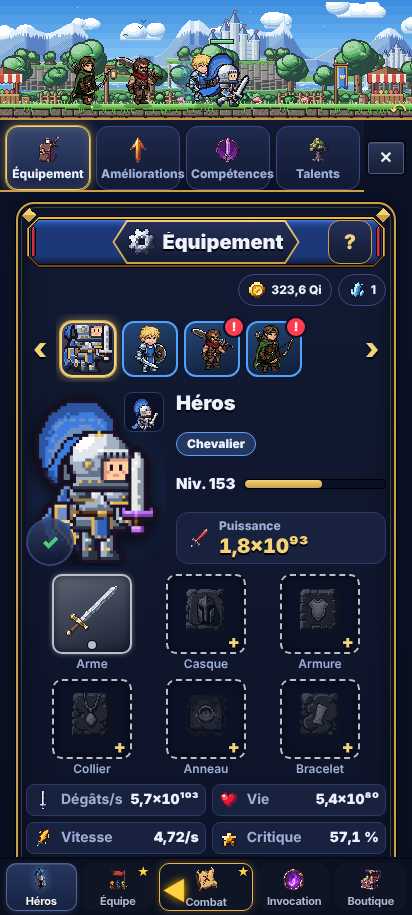 Équipement
Améliorations
Compétences
Talents
×
Équipement
?
323,6 Qi
1
!
!
Héros
Chevalier
Niv. 153
Puissance
1,8×10⁹³
Arme
Casque
Armure
Collier
Anneau
Bracelet
Dégâts/s 5,7×10¹⁰³
Vie 5,4×10⁸⁰
Vitesse 4,72/s
Critique 57,1 %
Héros
Équipe
Combat
Invocation
Boutique